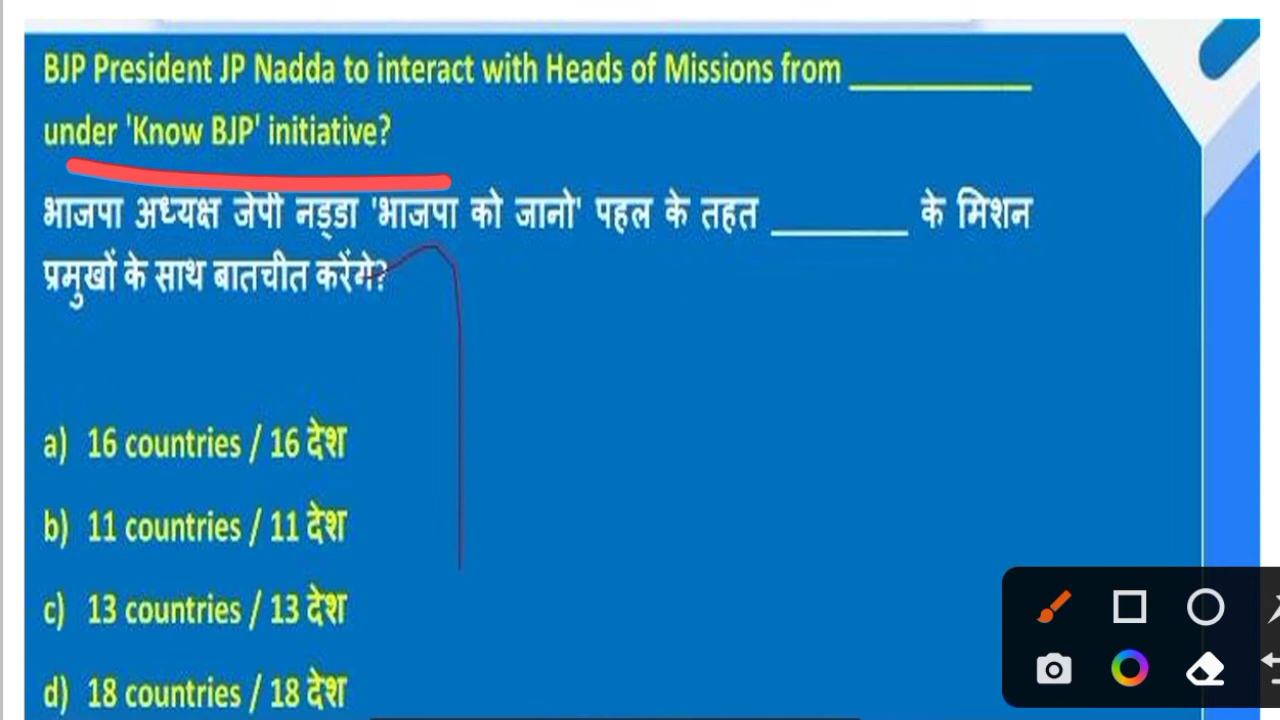 BJP President JP Nadda to interact with Heads of Missions from ____________
under 'Know BJP' initiative?
भाजपा अध्यक्ष जेपी नड्डा 'भाजपा को जानो' पहल के तहत _________ के मिशन
प्रमुखों के साथ बातचीत करेंगे?
a) 16 countries / 16 देश
b) 11 countries / 11 देश
c) 13 countries / 13 देश
d) 18 countries / 18 देश